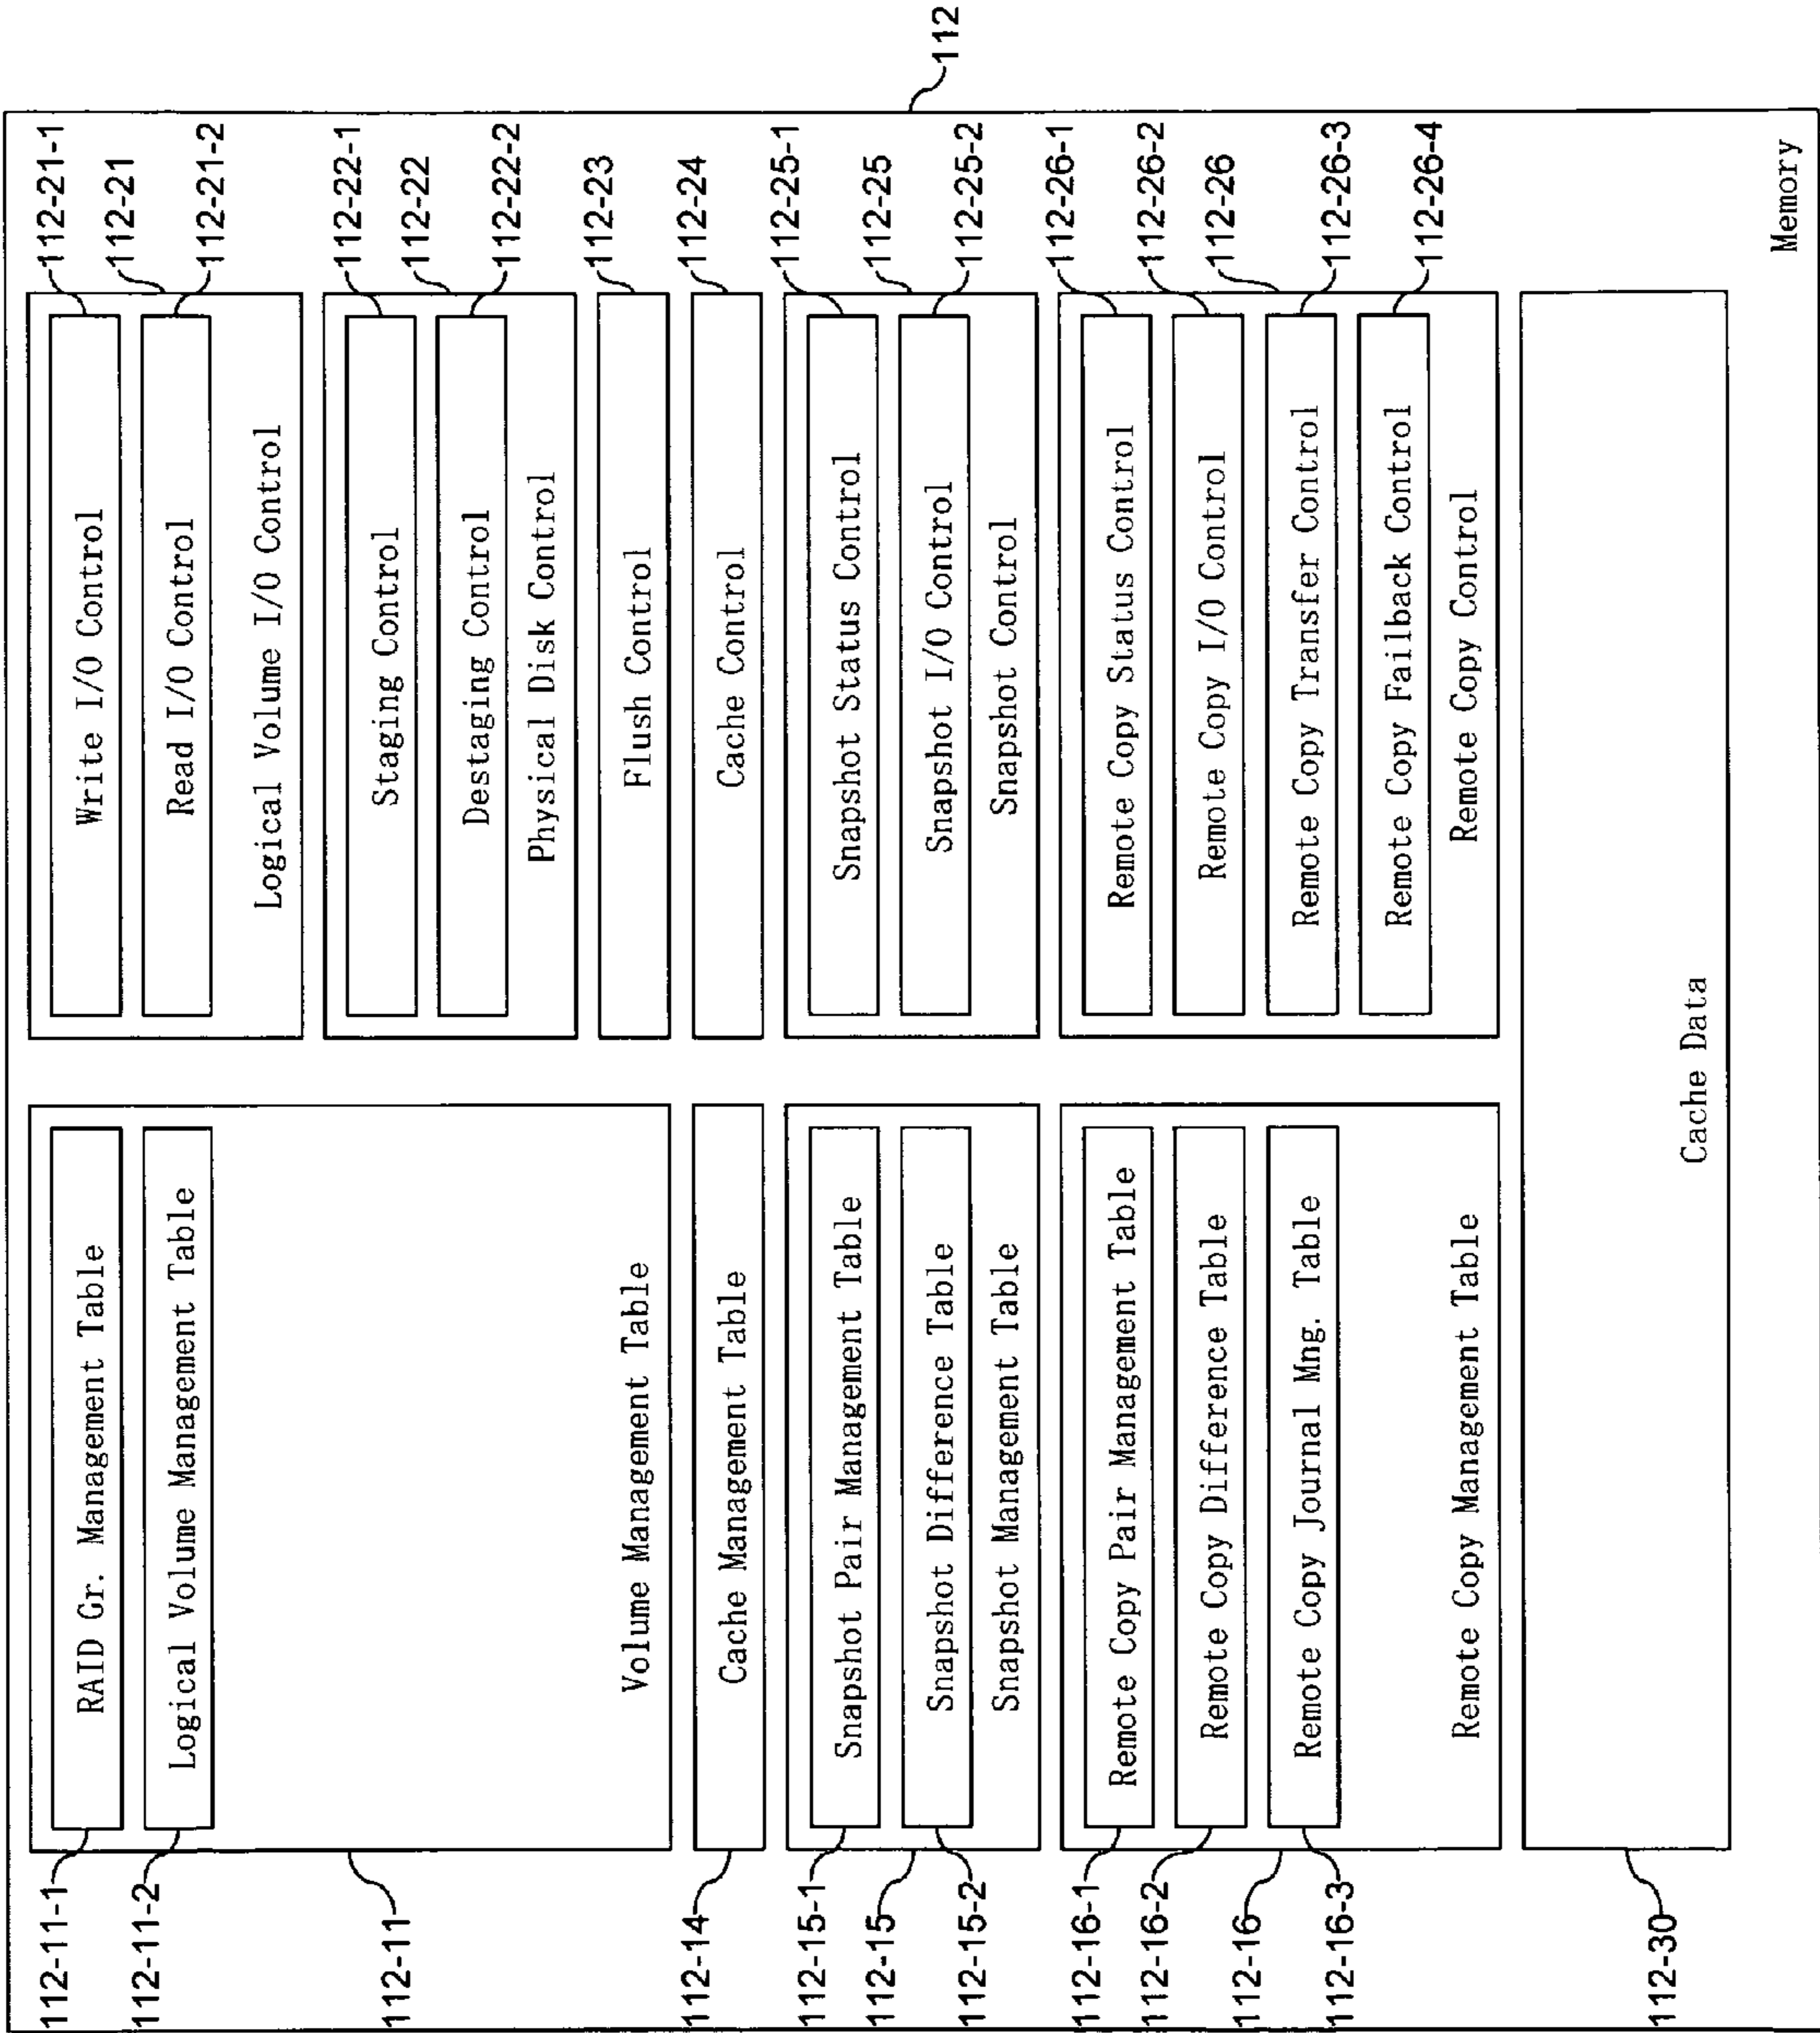 112-11-1
RAID Gr. Management Table
112-11-2
Logical Volume Management Table
112-11
Volume Management Table
112-14
Cache Management Table
112-15-1
Snapshot Pair Management Table
112-15
112-15-2
Snapshot Difference Table
Snapshot Management Table
112-16-1
Remote Copy Pair Management Table
112-16-2
Remote Copy Difference Table
112-16
112-16-3
Remote Copy Journal Mng. Table
Remote Copy Management Table
Write I/O Control
112-21-1
112-21
Read I/O Control
112-21-2
Logical Volume I/O Control
Staging Control
112-22-1
112-22
Destaging Control
112-22-2
Physical Disk Control
Flush Control
112-23
Cache Control
112-24
Snapshot Status Control
112-25-1
112-25
Snapshot I/O Control
112-25-2
Snapshot Control
Remote Copy Status Control
112-26-1
Remote Copy I/O Control
112-26-2
112-26
Remote Copy Transfer Control
112-26-3
Remote Copy Failback Control
112-26-4
Remote Copy Control
112-30
Cache Data
Memory
112